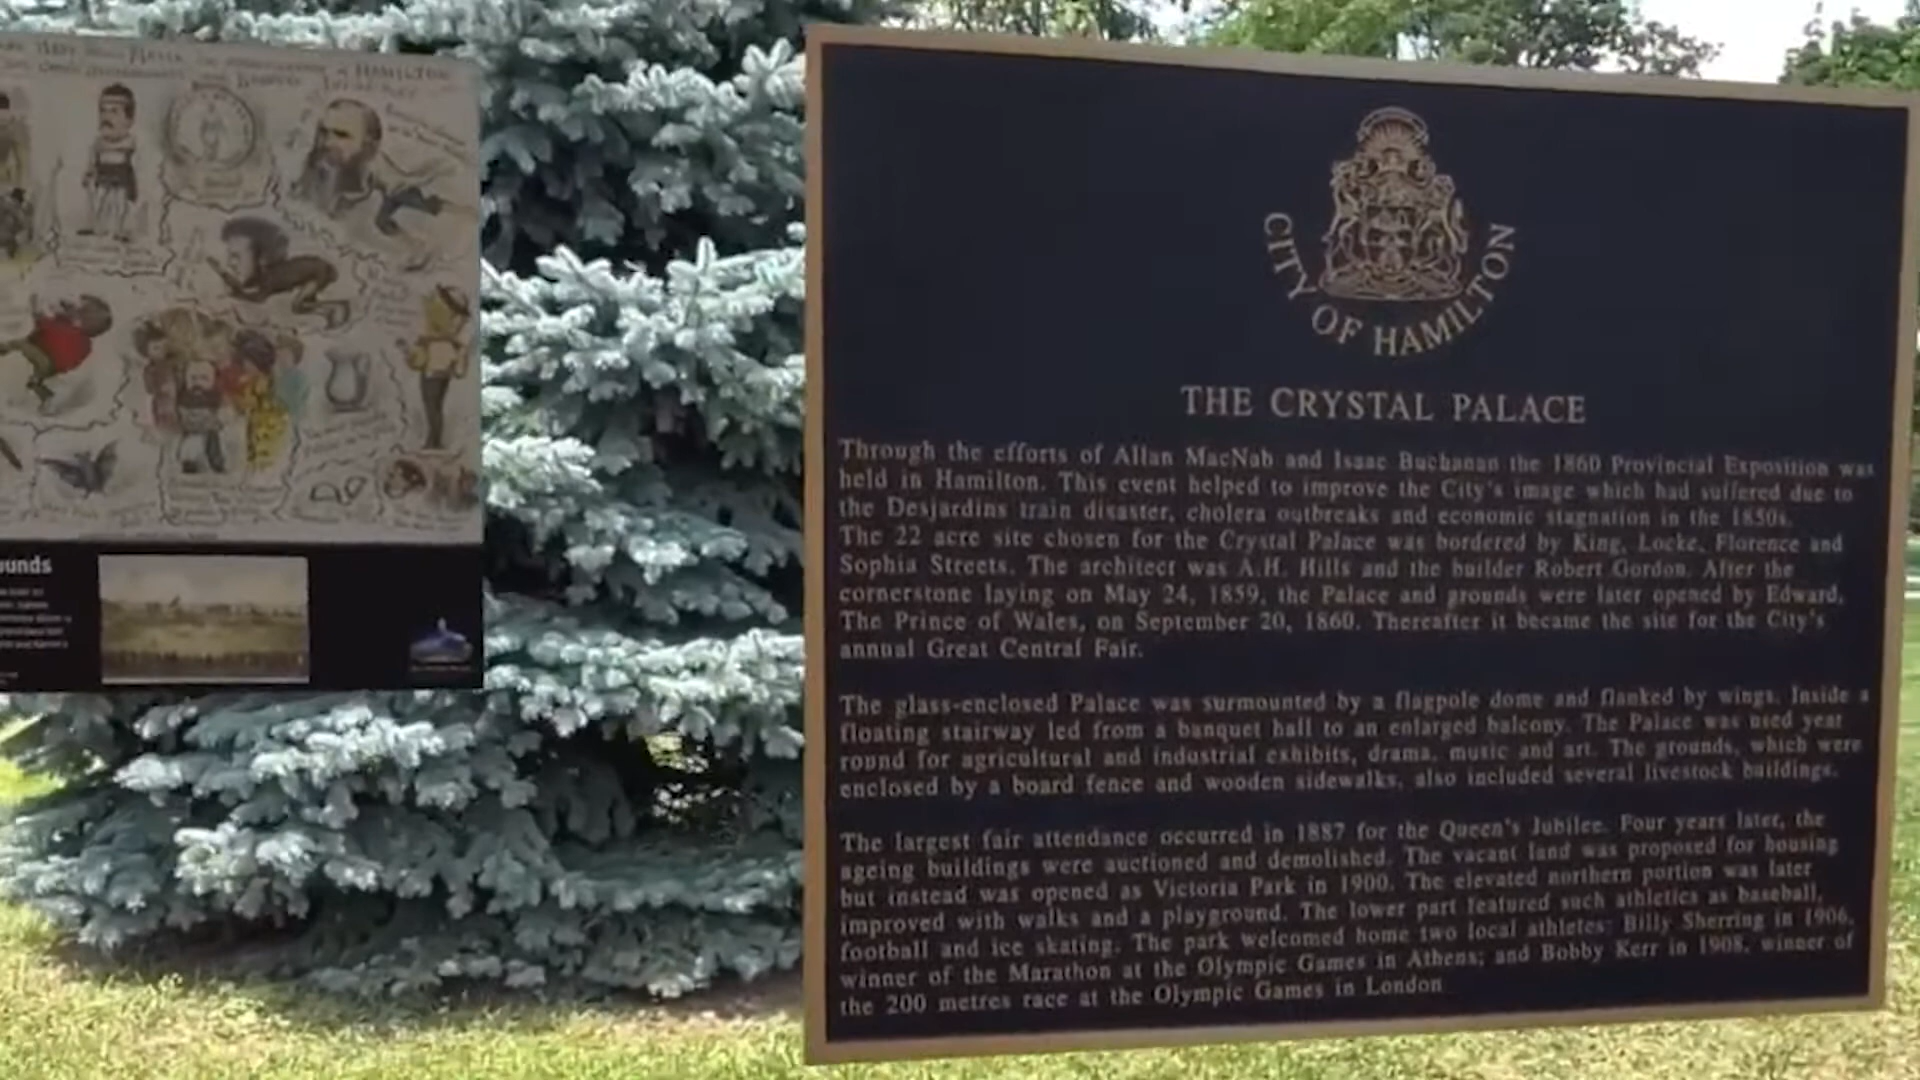 HAMILTON
ounds
CITY OF HAMILTON
THE CRYSTAL PALACE
Through the efforts of Allan MacNab and Isaac Buchanan the 1860 Provincial Exposition was
held in Hamilton. This event helped to improve the City's image which had suffered due to
the Desjardins train disaster, cholera outbreaks and economic stagnation in the 1850s.
The 22 acre site chosen for the Crystal Palace was bordered by King, Locke, Florence and
Sophia Streets. The architect was A.H. Hills and the builder Robert Gordon. After the
cornerstone laying on May 24, 1859, the Palace and grounds were later opened by Edward,
The Prince of Wales, on September 20, 1860. Thereafter it became the site for the City's
annual Great Central Fair.
The glass-enclosed Palace was surmounted by a flagpole dome and flanked by wings. Inside a
floating stairway led from a banquet hall to an enlarged balcony. The Palace was used year
round for agricultural and industrial exhibits, drama, music and art. The grounds, which were
enclosed by a board fence and wooden sidewalks, also included several livestock buildings.
The largest fair attendance occurred in 1887 for the Queen's Jubilee. Four years later, the
ageing buildings were auctioned and demolished. The vacant land was proposed for housing
but instead was opened as Victoria Park in 1900. The elevated northern portion was later
improved with walks and a playground. The lower part featured such athletics as baseball,
football and ice skating. The park welcomed home two local athletes: Billy Sherring in 1906,
winner of the Marathon at the Olympic Games in Athens; and Bobby Kerr in 1908, winner of
the 200 metres race at the Olympic Games in London